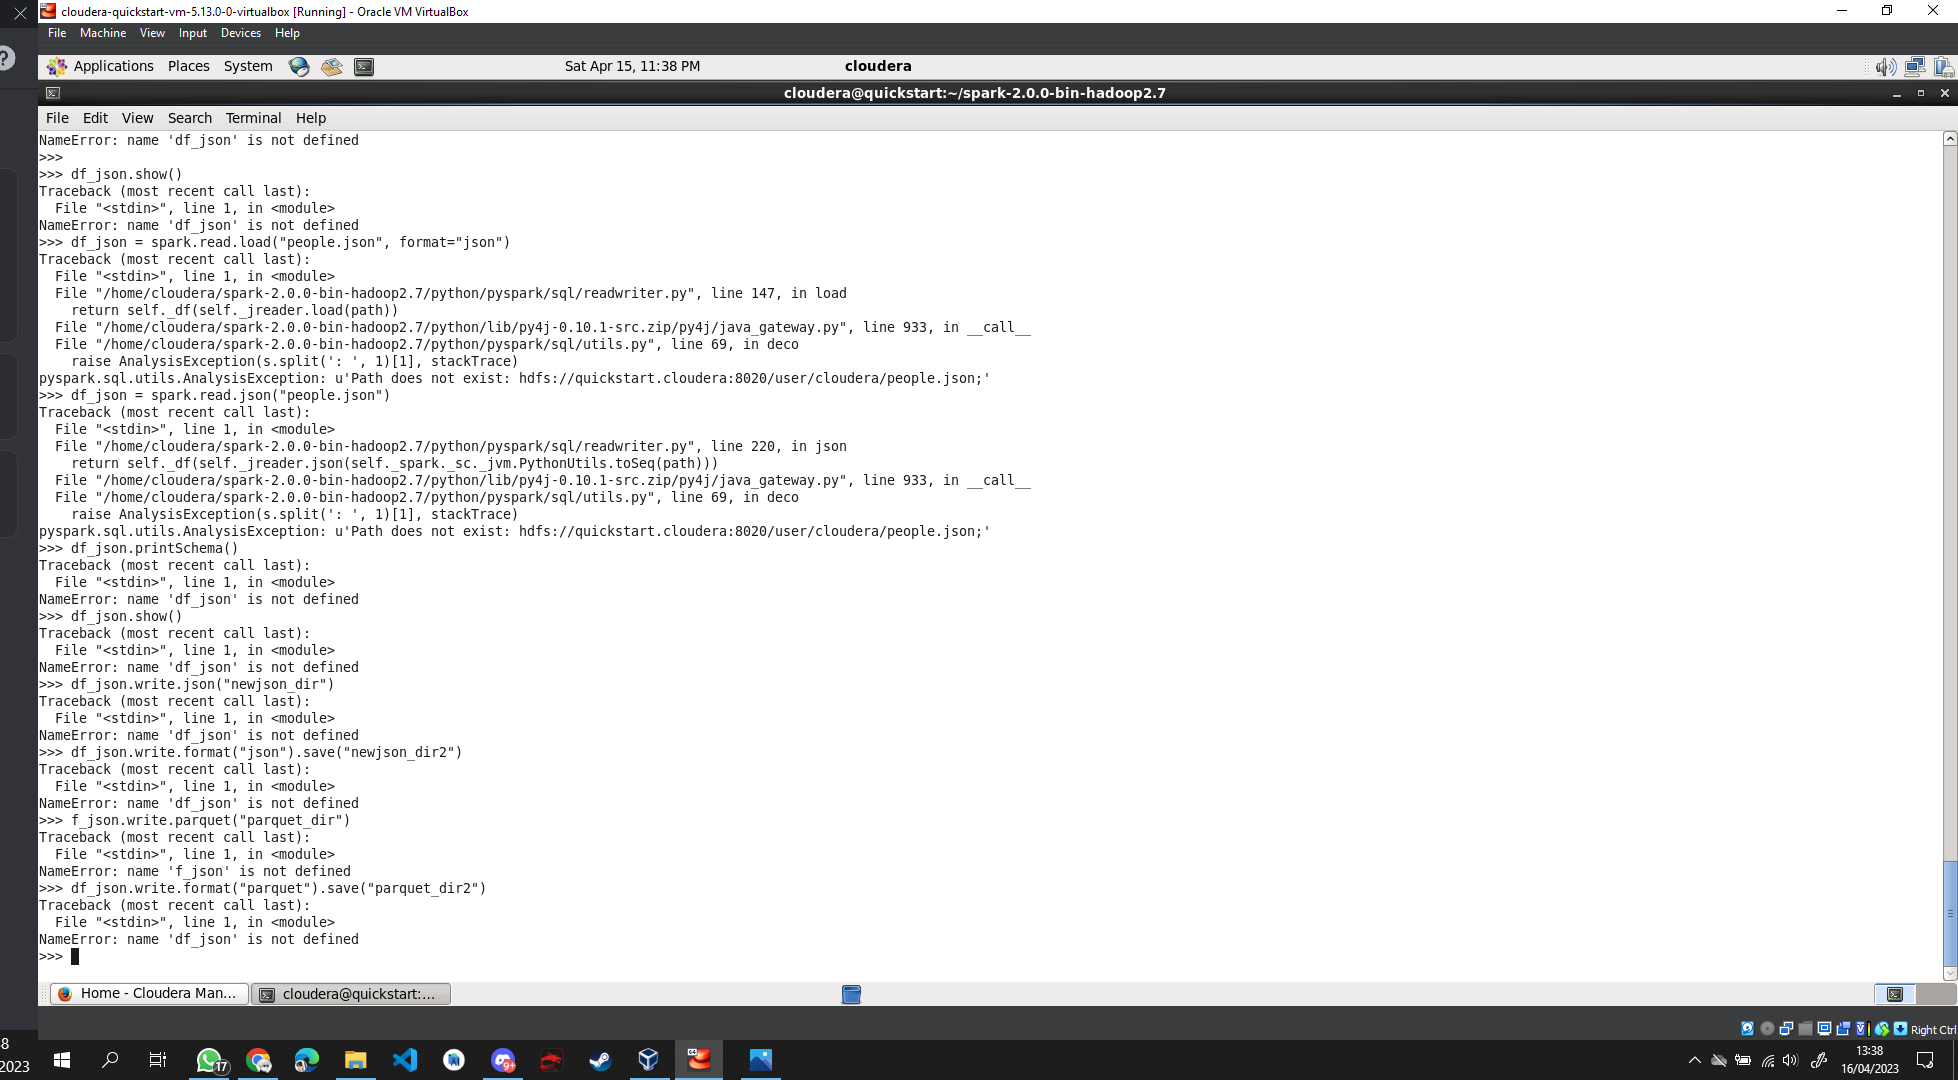 cloudera-quickstart-vm-5.13.0-0-virtualbox [Running] - Oracle VM VirtualBox
File Machine View Input Devices Help
Applications Places System Sat Apr 15, 11:38 PM cloudera
cloudera@quickstart:~/spark-2.0.0-bin-hadoop2.7
File Edit View Search Terminal Help
NameError: name 'df_json' is not defined
>>>
>>> df_json.show()
Traceback (most recent call last):
  File "<stdin>", line 1, in <module>
NameError: name 'df_json' is not defined
>>> df_json = spark.read.load("people.json", format="json")
Traceback (most recent call last):
  File "<stdin>", line 1, in <module>
  File "/home/cloudera/spark-2.0.0-bin-hadoop2.7/python/pyspark/sql/readwriter.py", line 147, in load
    return self._df(self._jreader.load(path))
  File "/home/cloudera/spark-2.0.0-bin-hadoop2.7/python/lib/py4j-0.10.1-src.zip/py4j/java_gateway.py", line 933, in __call__
  File "/home/cloudera/spark-2.0.0-bin-hadoop2.7/python/pyspark/sql/utils.py", line 69, in deco
    raise AnalysisException(s.split(': ', 1)[1], stackTrace)
pyspark.sql.utils.AnalysisException: u'Path does not exist: hdfs://quickstart.cloudera:8020/user/cloudera/people.json;'
>>> df_json = spark.read.json("people.json")
Traceback (most recent call last):
  File "<stdin>", line 1, in <module>
  File "/home/cloudera/spark-2.0.0-bin-hadoop2.7/python/pyspark/sql/readwriter.py", line 220, in json
    return self._df(self._jreader.json(self._spark._sc._jvm.PythonUtils.toSeq(path)))
  File "/home/cloudera/spark-2.0.0-bin-hadoop2.7/python/lib/py4j-0.10.1-src.zip/py4j/java_gateway.py", line 933, in __call__
  File "/home/cloudera/spark-2.0.0-bin-hadoop2.7/python/pyspark/sql/utils.py", line 69, in deco
    raise AnalysisException(s.split(': ', 1)[1], stackTrace)
pyspark.sql.utils.AnalysisException: u'Path does not exist: hdfs://quickstart.cloudera:8020/user/cloudera/people.json;'
>>> df_json.printSchema()
Traceback (most recent call last):
  File "<stdin>", line 1, in <module>
NameError: name 'df_json' is not defined
>>> df_json.show()
Traceback (most recent call last):
  File "<stdin>", line 1, in <module>
NameError: name 'df_json' is not defined
>>> df_json.write.json("newjson_dir")
Traceback (most recent call last):
  File "<stdin>", line 1, in <module>
NameError: name 'df_json' is not defined
>>> df_json.write.format("json").save("newjson_dir2")
Traceback (most recent call last):
  File "<stdin>", line 1, in <module>
NameError: name 'df_json' is not defined
>>> f_json.write.parquet("parquet_dir")
Traceback (most recent call last):
  File "<stdin>", line 1, in <module>
NameError: name 'f_json' is not defined
>>> df_json.write.format("parquet").save("parquet_dir2")
Traceback (most recent call last):
  File "<stdin>", line 1, in <module>
NameError: name 'df_json' is not defined
>>>
Home - Cloudera Man... cloudera@quickstart:...
Right Ctrl
8
2023
17
9+
13:38
16/04/2023